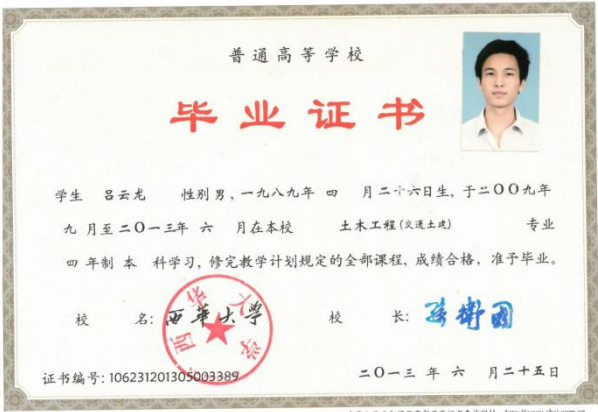 普通高等学校
毕业证书
学生 吕云龙 性别男，一九八九年 四 月二十六日生，于二〇〇九年
九 月至二〇一三年 六 月在本校 土木工程（交通土建） 专业
四 年制 本 科学习，修完教学计划规定的全部课程，成绩合格，准予毕业。
校 名：西华大学 校 长：
西华大学
证书编号：106231201305003389 二〇一三 年 六 月二十五日